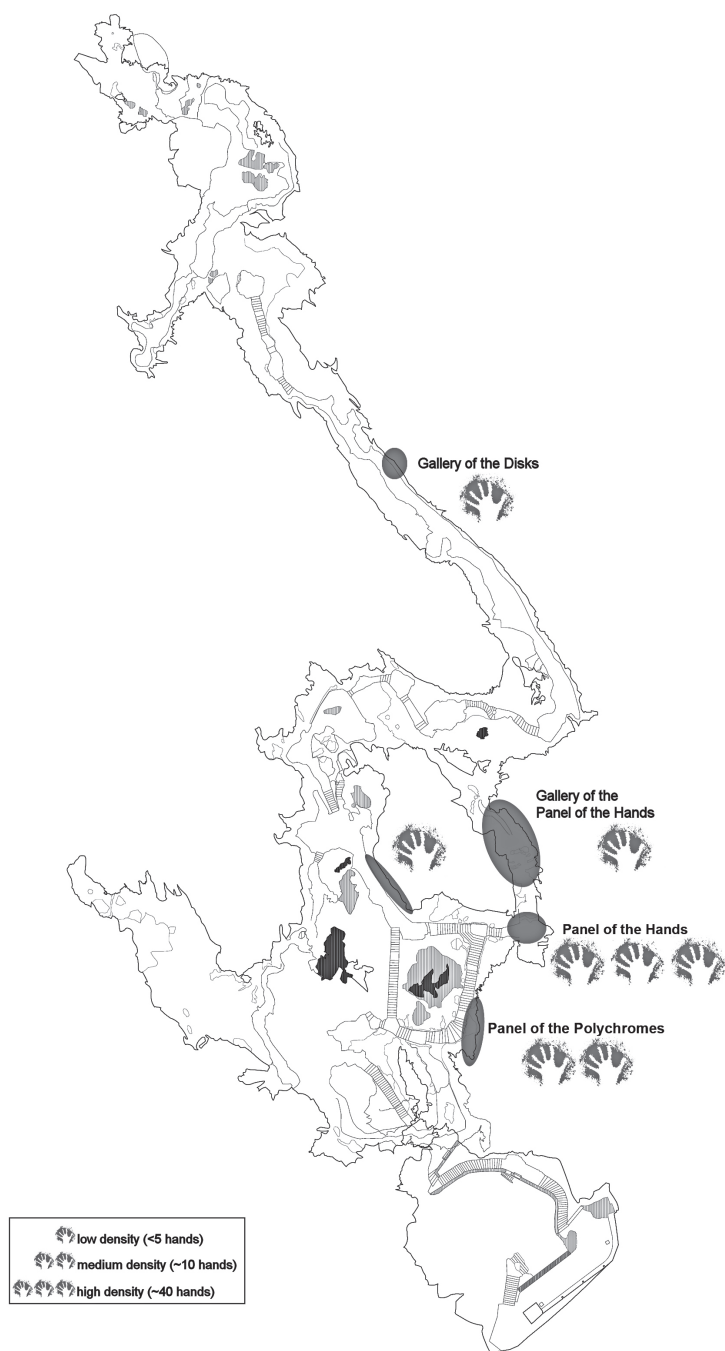 Gallery of the Disks
Gallery of the
Panel of the Hands
Panel of the Hands
Panel of the Polychromes
low density (<5 hands)
medium density (~10 hands)
high density (~40 hands)